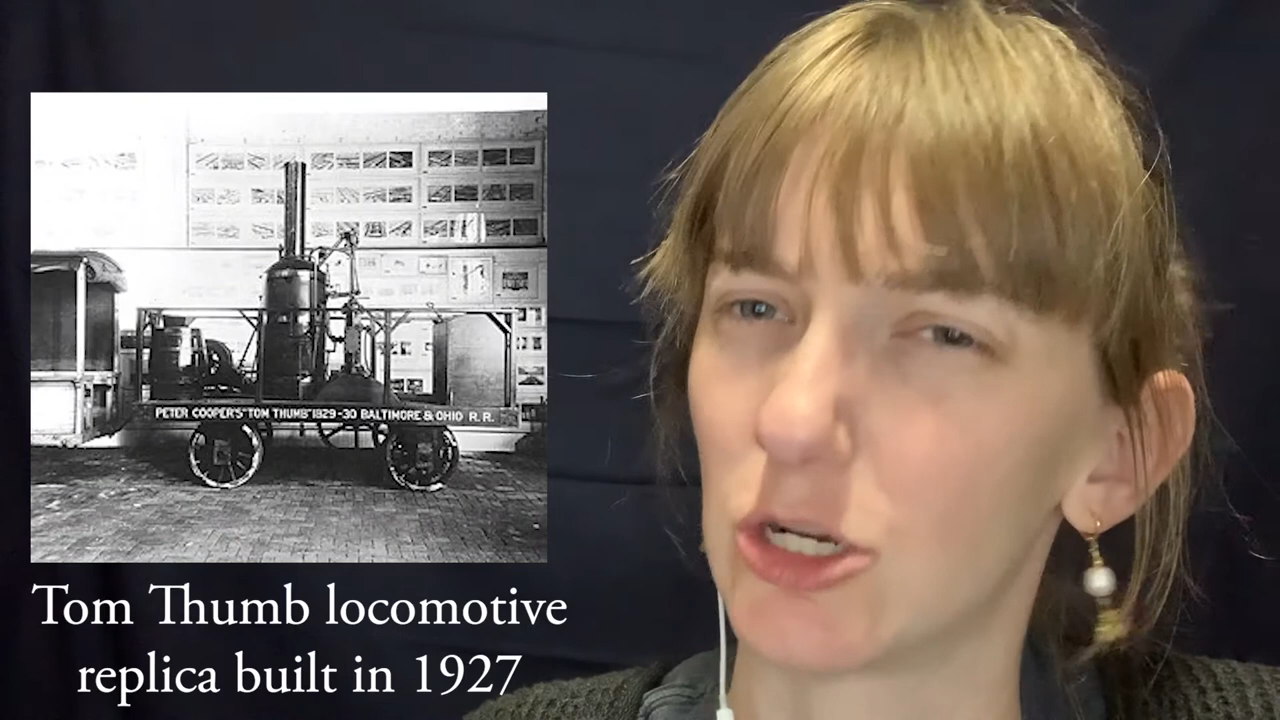 PETER COOPER'S "TOM THUMB" 1829-30 BALTIMORE & OHIO R. R.
Tom Thumb locomotive
replica built in 1927